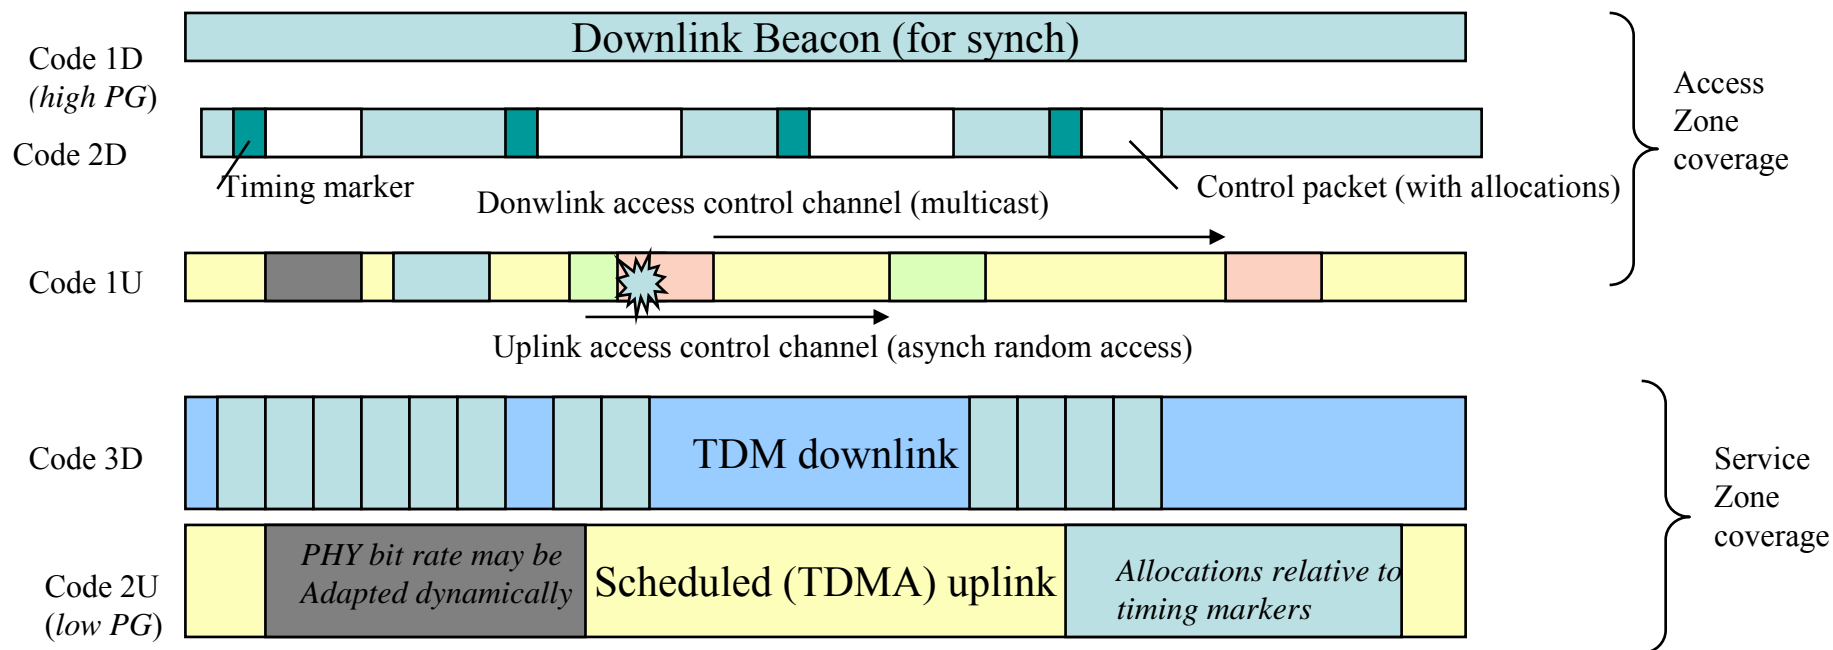 Downlink Beacon (for synch)
Code 1D
(high PG)
Access
Zone
coverage
Code 2D
Timing marker
Control packet (with allocations)
Donwlink access control channel (multicast)
Code 1U
Uplink access control channel (asynch random access)
Code 3D
TDM downlink
Service
Zone
coverage
PHY bit rate may be
Adapted dynamically
Code 2U
(low PG)
Scheduled (TDMA) uplink
Allocations relative to
timing markers